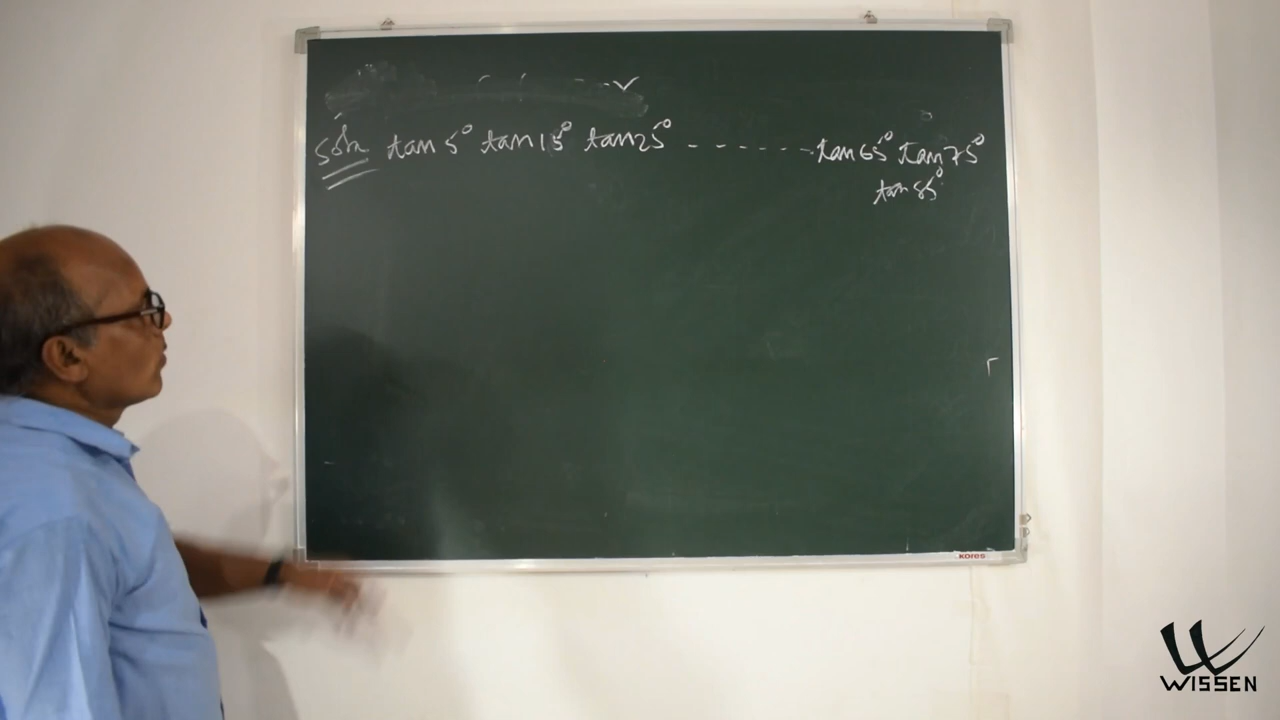 Soln tan 5° tan 15° tan 25° - - - - - - - tan 65° tan 75°
tan 85°
kores
WISSEN